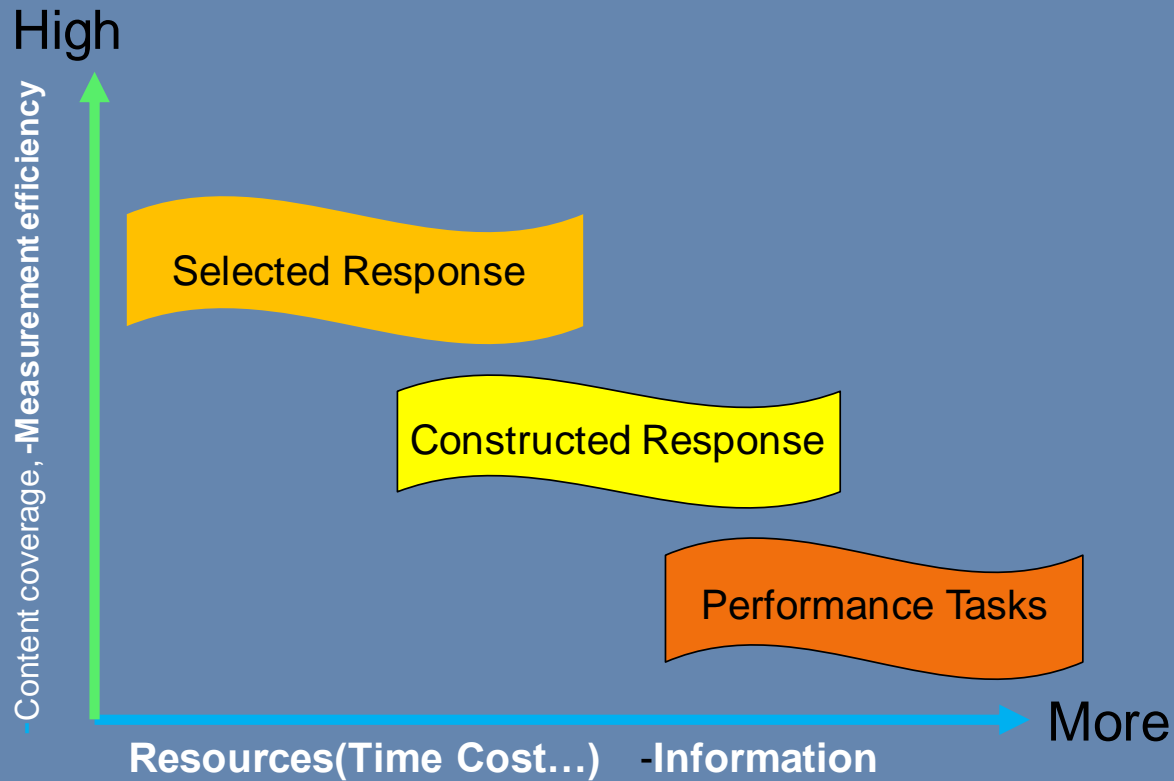 High
-Content coverage, -Measurement efficiency
Selected Response
Constructed Response
Performance Tasks
More
Resources(Time Cost…) -Information